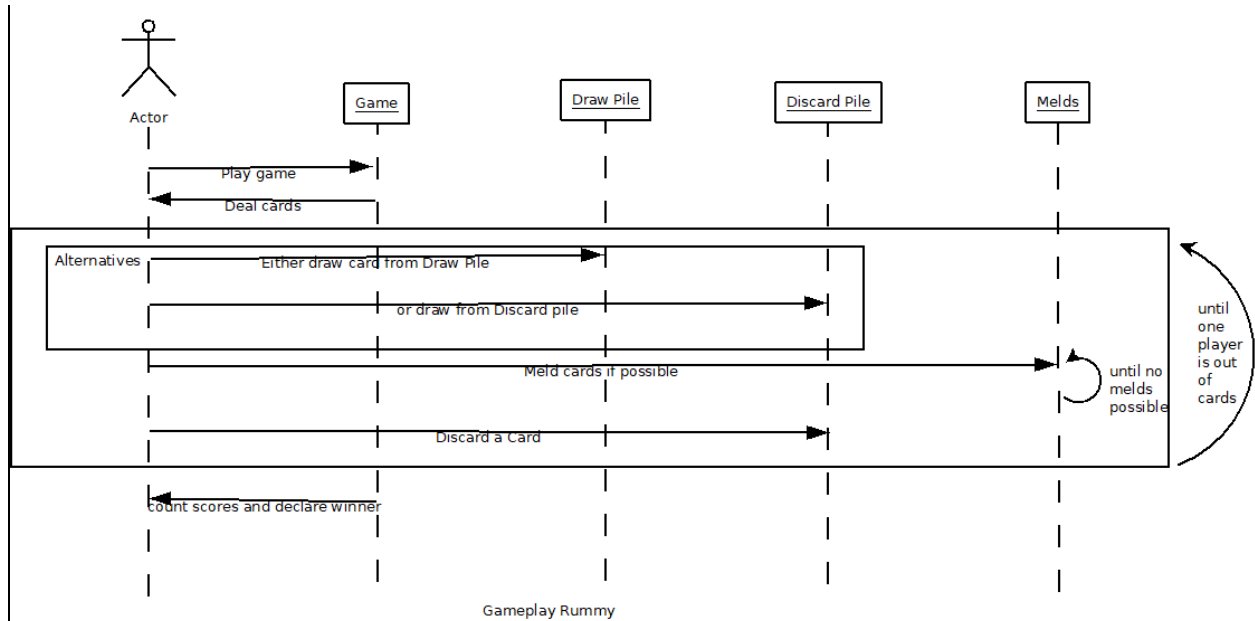 Actor
Game
Draw Pile
Discard Pile
Melds
Play game
Deal cards
Alternatives
Either draw card from Draw Pile
or draw from Discard pile
Meld cards if possible
until no
melds
possible
until
one
player
is out
of
cards
Discard a Card
count scores and declare winner
Gameplay Rummy